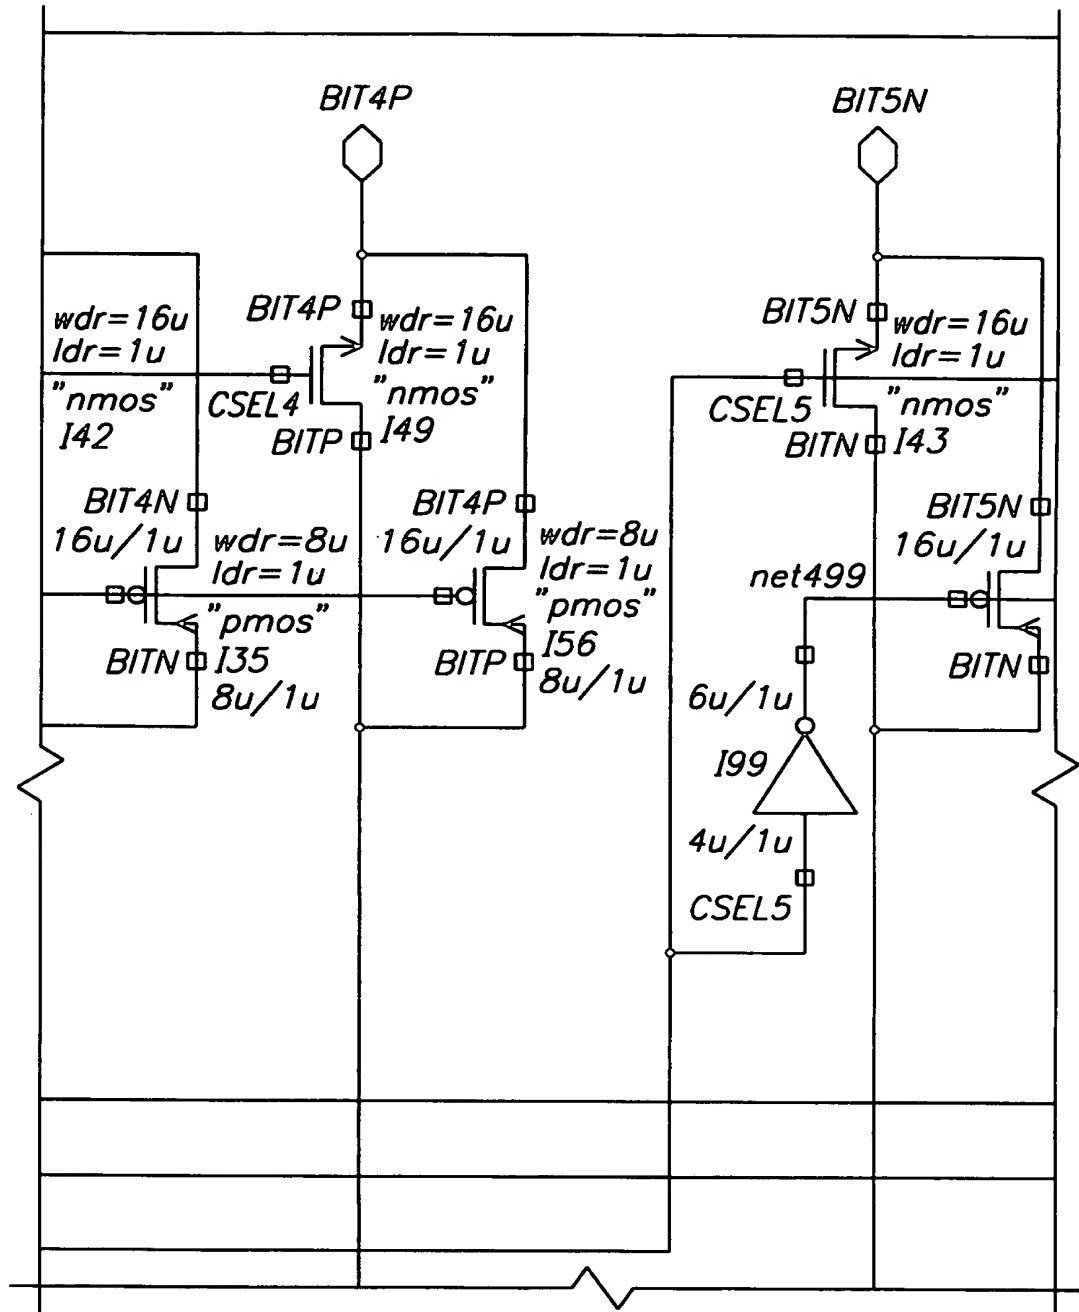 BIT4P
BIT5N
BIT4P
wdr=16u
ldr=1u
"nmos"
I42
wdr=16u
ldr=1u
"nmos"
I49
CSEL4
BITP
BIT5N
wdr=16u
ldr=1u
"nmos"
I43
CSEL5
BITN
BIT4N
16u/1u
wdr=8u
ldr=1u
"pmos"
I35
8u/1u
BITN
BIT4P
16u/1u
wdr=8u
ldr=1u
"pmos"
I56
8u/1u
BITP
BIT5N
16u/1u
net499
BITN
6u/1u
I99
4u/1u
CSEL5